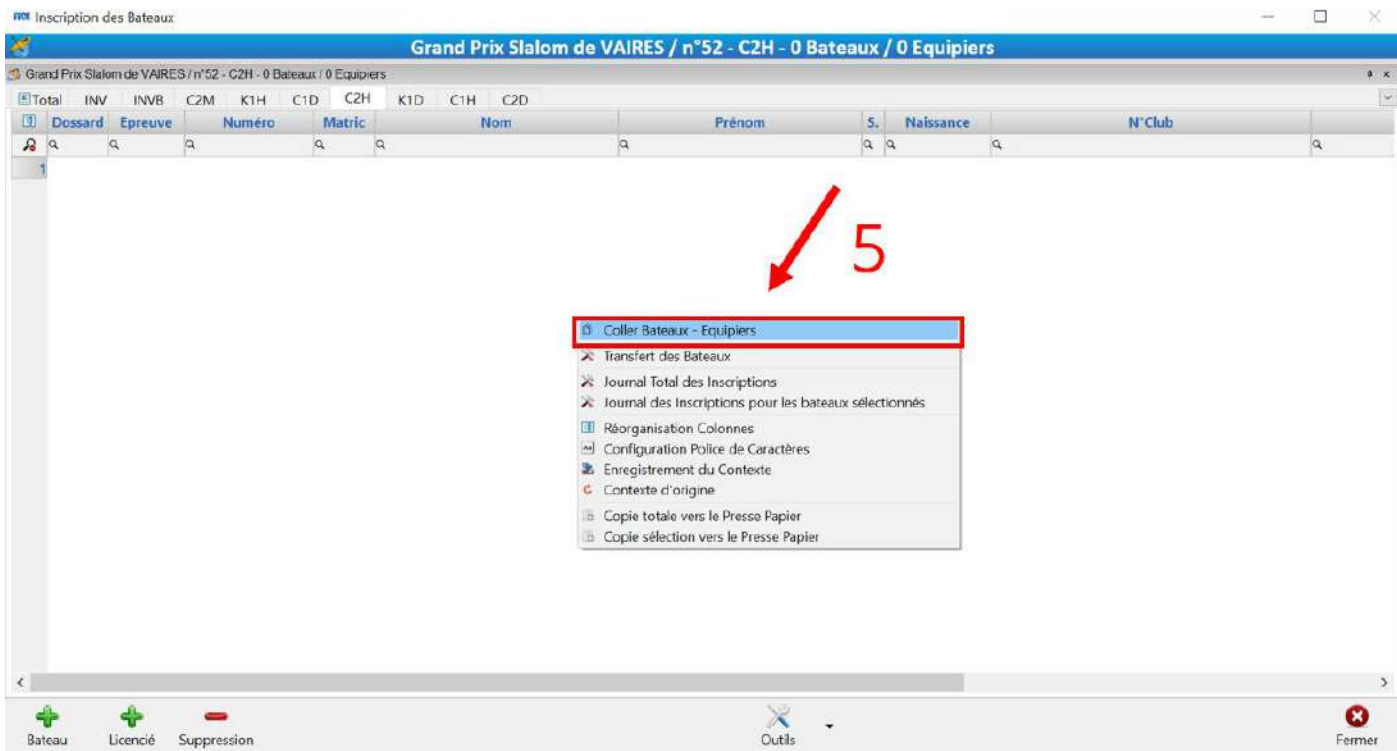 Inscription des Bateaux
Grand Prix Slalom de VAIRES / n°52 - C2H - 0 Bateaux / 0 Equipiers
Grand Prix Slalom de VAIRES / n°52 - C2H - 0 Bateaux / 0 Equipiers
Total INV INVB C2M K1H C1D C2H K1D C1H C2D
Dossard Epreuve Numéro Matric Nom Prénom S. Naissance N°Club
1
5
Coller Bateaux - Equipiers
Transfert des Bateaux
Journal Total des Inscriptions
Journal des Inscriptions pour les bateaux sélectionnés
Réorganisation Colonnes
Configuration Police de Caractères
Enregistrement du Contexte
Contexte d'origine
Copie totale vers le Presse Papier
Copie sélection vers le Presse Papier
Bateau Licencié Suppression Outils Fermer